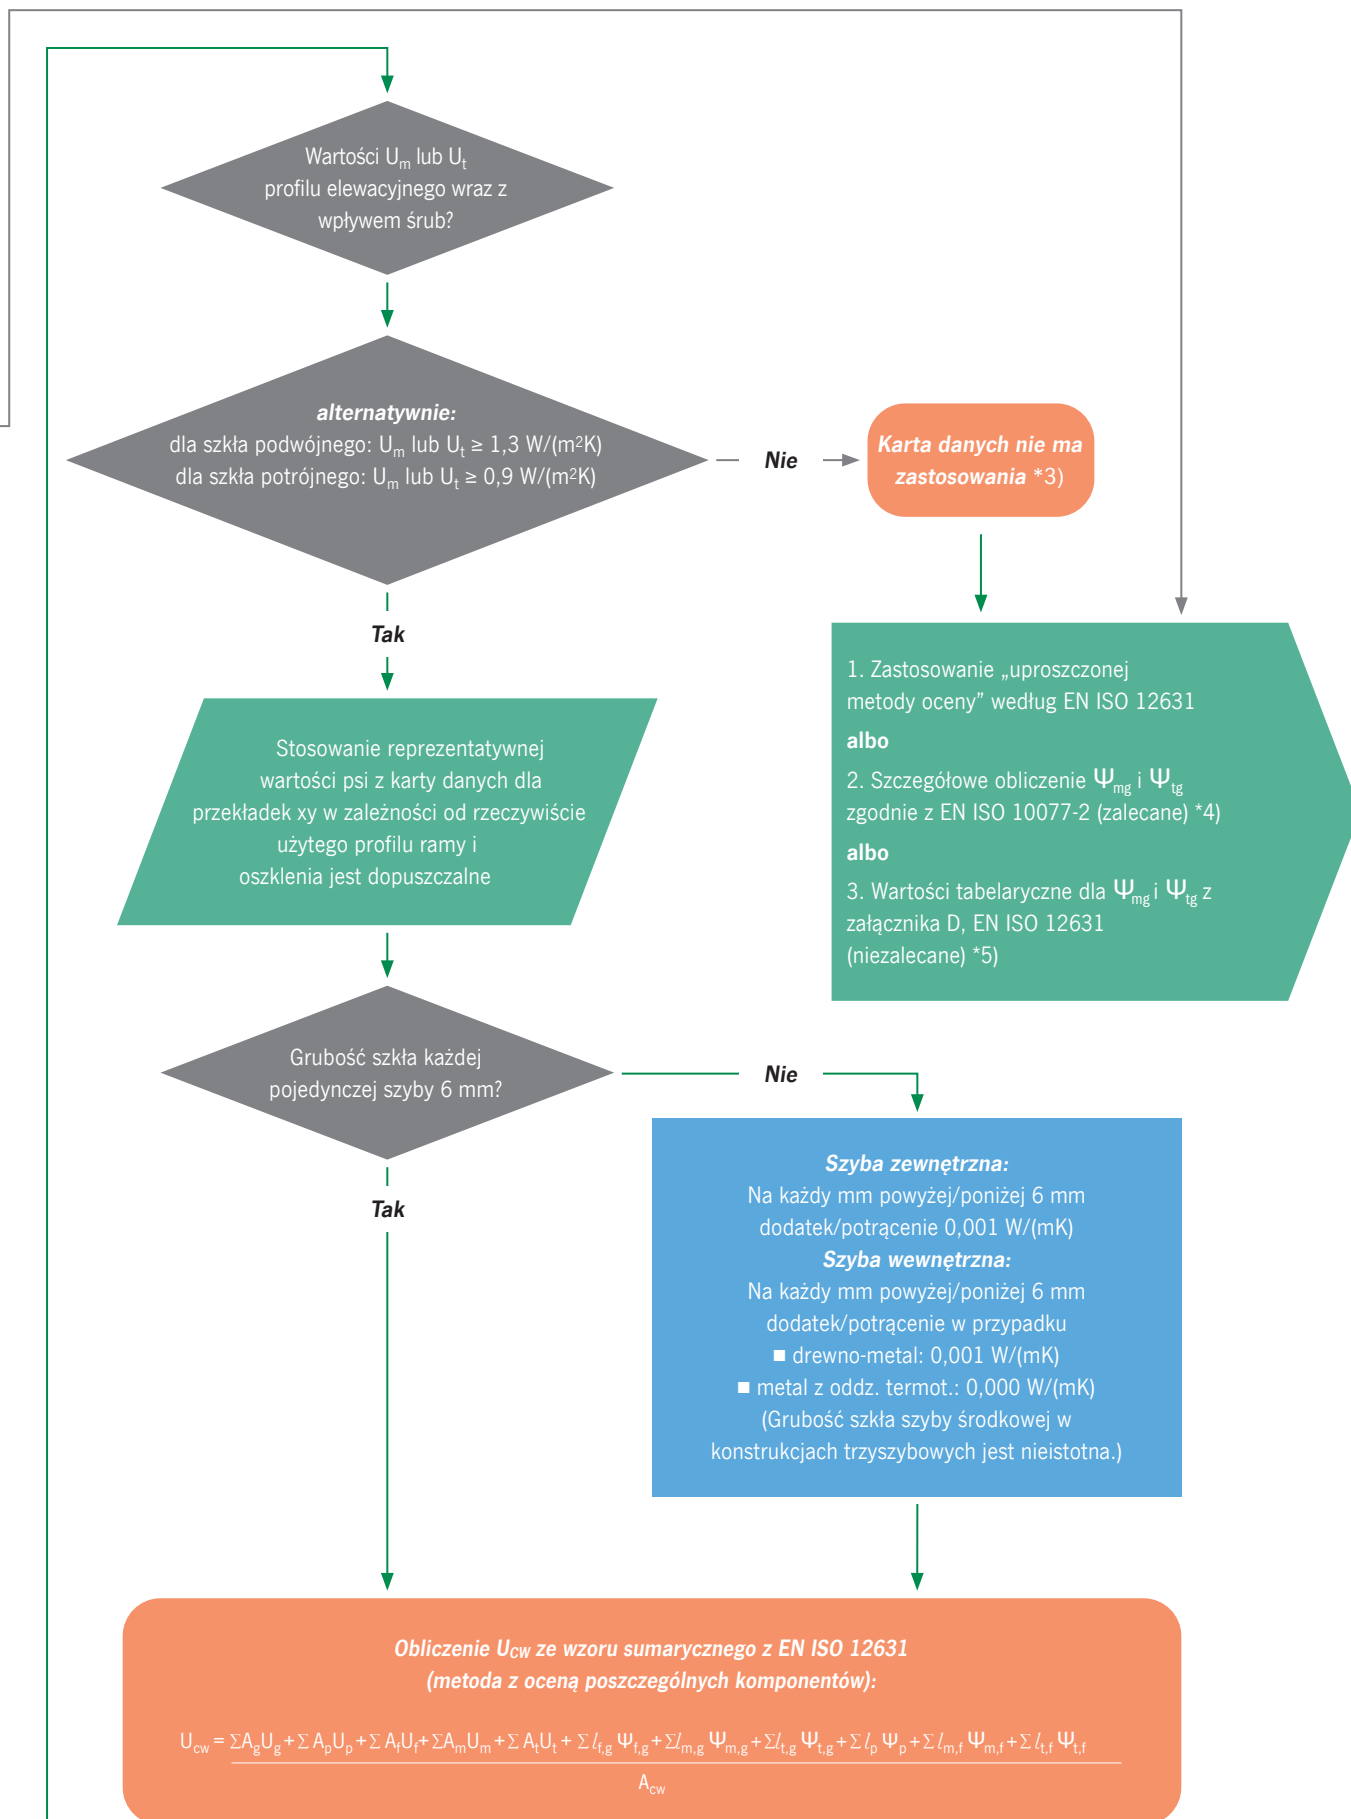 Wartości Um lub Ut
profilu elewacyjnego wraz z
wpływem śrub?
alternatywnie:
dla szkła podwójnego: Um lub Ut ≥ 1,3 W/(m²K)
dla szkła potrójnego: Um lub Ut ≥ 0,9 W/(m²K)
Nie
Karta danych nie ma
zastosowania *3)
Tak
1. Zastosowanie „uproszczonej
metody oceny” według EN ISO 12631
albo
2. Szczegółowe obliczenie Ψmg i Ψtg
zgodnie z EN ISO 10077-2 (zalecane) *4)
albo
3. Wartości tabelaryczne dla Ψmg i Ψtg z
załącznika D, EN ISO 12631
(niezalecane) *5)
Stosowanie reprezentatywnej
wartości psi z karty danych dla
przekładek xy w zależności od rzeczywiście
użytego profilu ramy i
oszklenia jest dopuszczalne
Grubość szkła każdej
pojedynczej szyby 6 mm?
Nie
Tak
Szyba zewnętrzna:
Na każdy mm powyżej/poniżej 6 mm
dodatek/potrącenie 0,001 W/(mK)
Szyba wewnętrzna:
Na każdy mm powyżej/poniżej 6 mm
dodatek/potrącenie w przypadku
■ drewno-metal: 0,001 W/(mK)
■ metal z oddz. termot.: 0,000 W/(mK)
(Grubość szkła szyby środkowej w
konstrukcjach trzyszybowych jest nieistotna.)
Obliczenie UCW ze wzoru sumarycznego z EN ISO 12631
(metoda z oceną poszczególnych komponentów):
Ucw = ΣAgUg + Σ ApUp + Σ AfUf + ΣAmUm + Σ AtUt + Σ lf,g Ψf,g + Σlm,g Ψm,g + Σlt,g Ψt,g + Σ lp Ψp + Σ lm,f Ψm,f + Σ lt,f Ψt,f
Acw